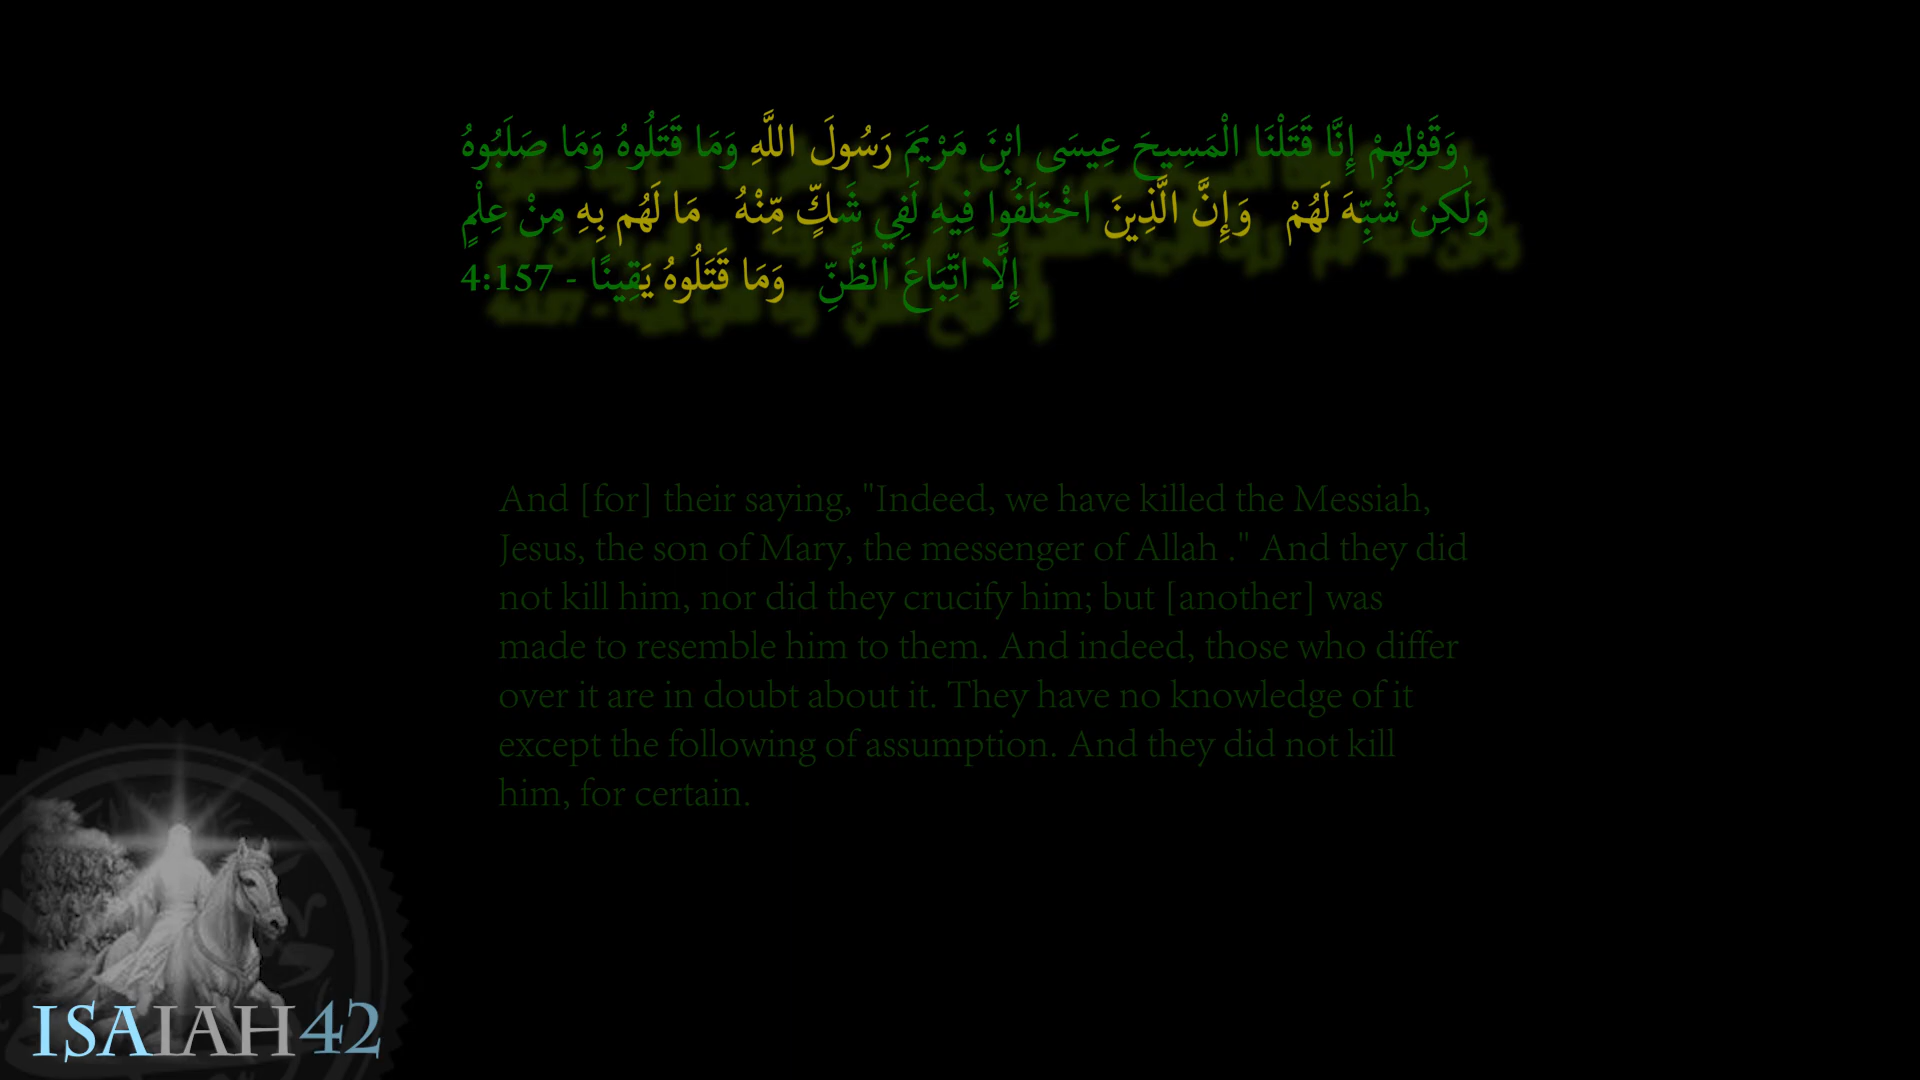 وَقَوْلِهِمْ إِنَّا قَتَلْنَا الْمَسِيحَ عِيسَى ابْنَ مَرْيَمَ رَسُولَ اللَّهِ وَمَا قَتَلُوهُ وَمَا صَلَبُوهُ
وَلَٰكِن شُبِّهَ لَهُمْ وَإِنَّ الَّذِينَ اخْتَلَفُوا فِيهِ لَفِي شَكٍّ مِّنْهُ مَا لَهُم بِهِ مِنْ عِلْمٍ
إِلَّا اتِّبَاعَ الظَّنِّ وَمَا قَتَلُوهُ يَقِينًا - 4:157
And [for] their saying, "Indeed, we have killed the Messiah,
Jesus, the son of Mary, the messenger of Allah ." And they did
not kill him, nor did they crucify him; but [another] was
made to resemble him to them. And indeed, those who differ
over it are in doubt about it. They have no knowledge of it
except the following of assumption. And they did not kill
him, for certain.
ISAIAH42